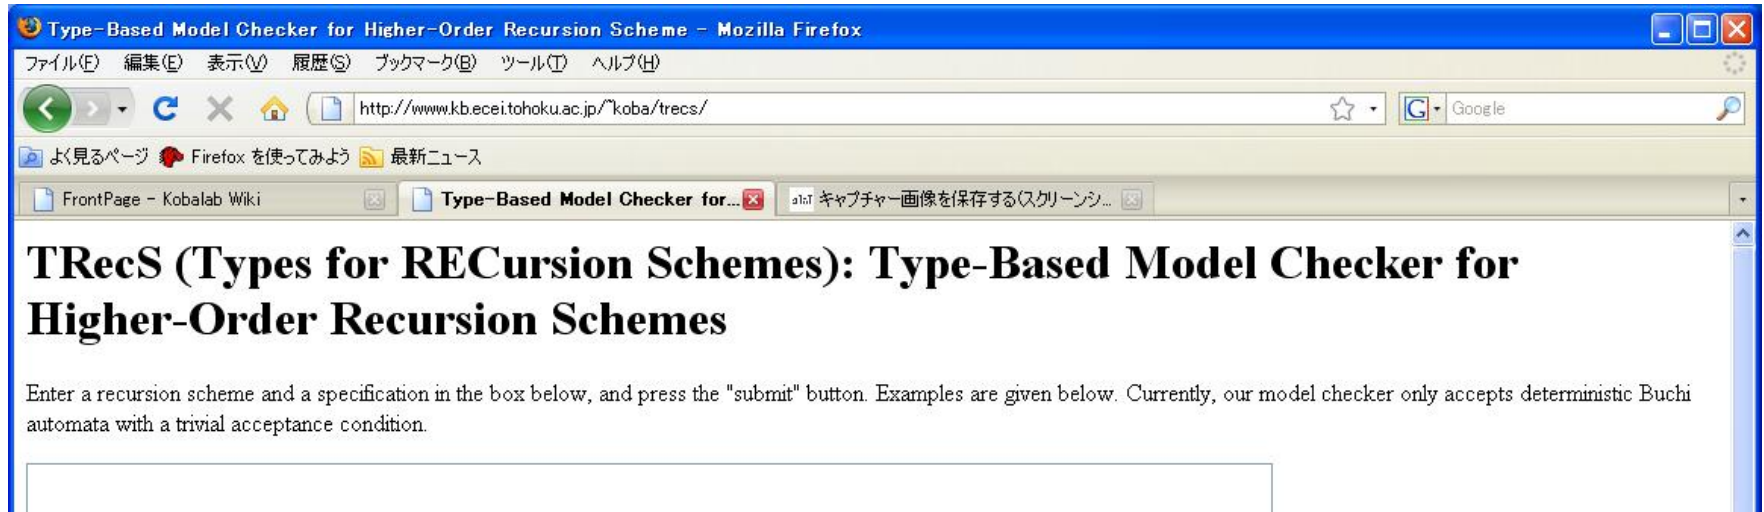 Type-Based Model Checker for Higher-Order Recursion Scheme - Mozilla Firefox
ファイル(F) 編集(E) 表示(V) 履歴(S) ブックマーク(B) ツール(T) ヘルプ(H)
http://www.kb.ecei.tohoku.ac.jp/~koba/trecs/ G Google
よく見るページ Firefox を使ってみよう 最新ニュース
FrontPage - Kobalab Wiki Type-Based Model Checker for... キャプチャー画像を保存する(スクリーンシ...
TRecS (Types for RECursion Schemes): Type-Based Model Checker for
Higher-Order Recursion Schemes
Enter a recursion scheme and a specification in the box below, and press the "submit" button. Examples are given below. Currently, our model checker only accepts deterministic Buchi
automata with a trivial acceptance condition.